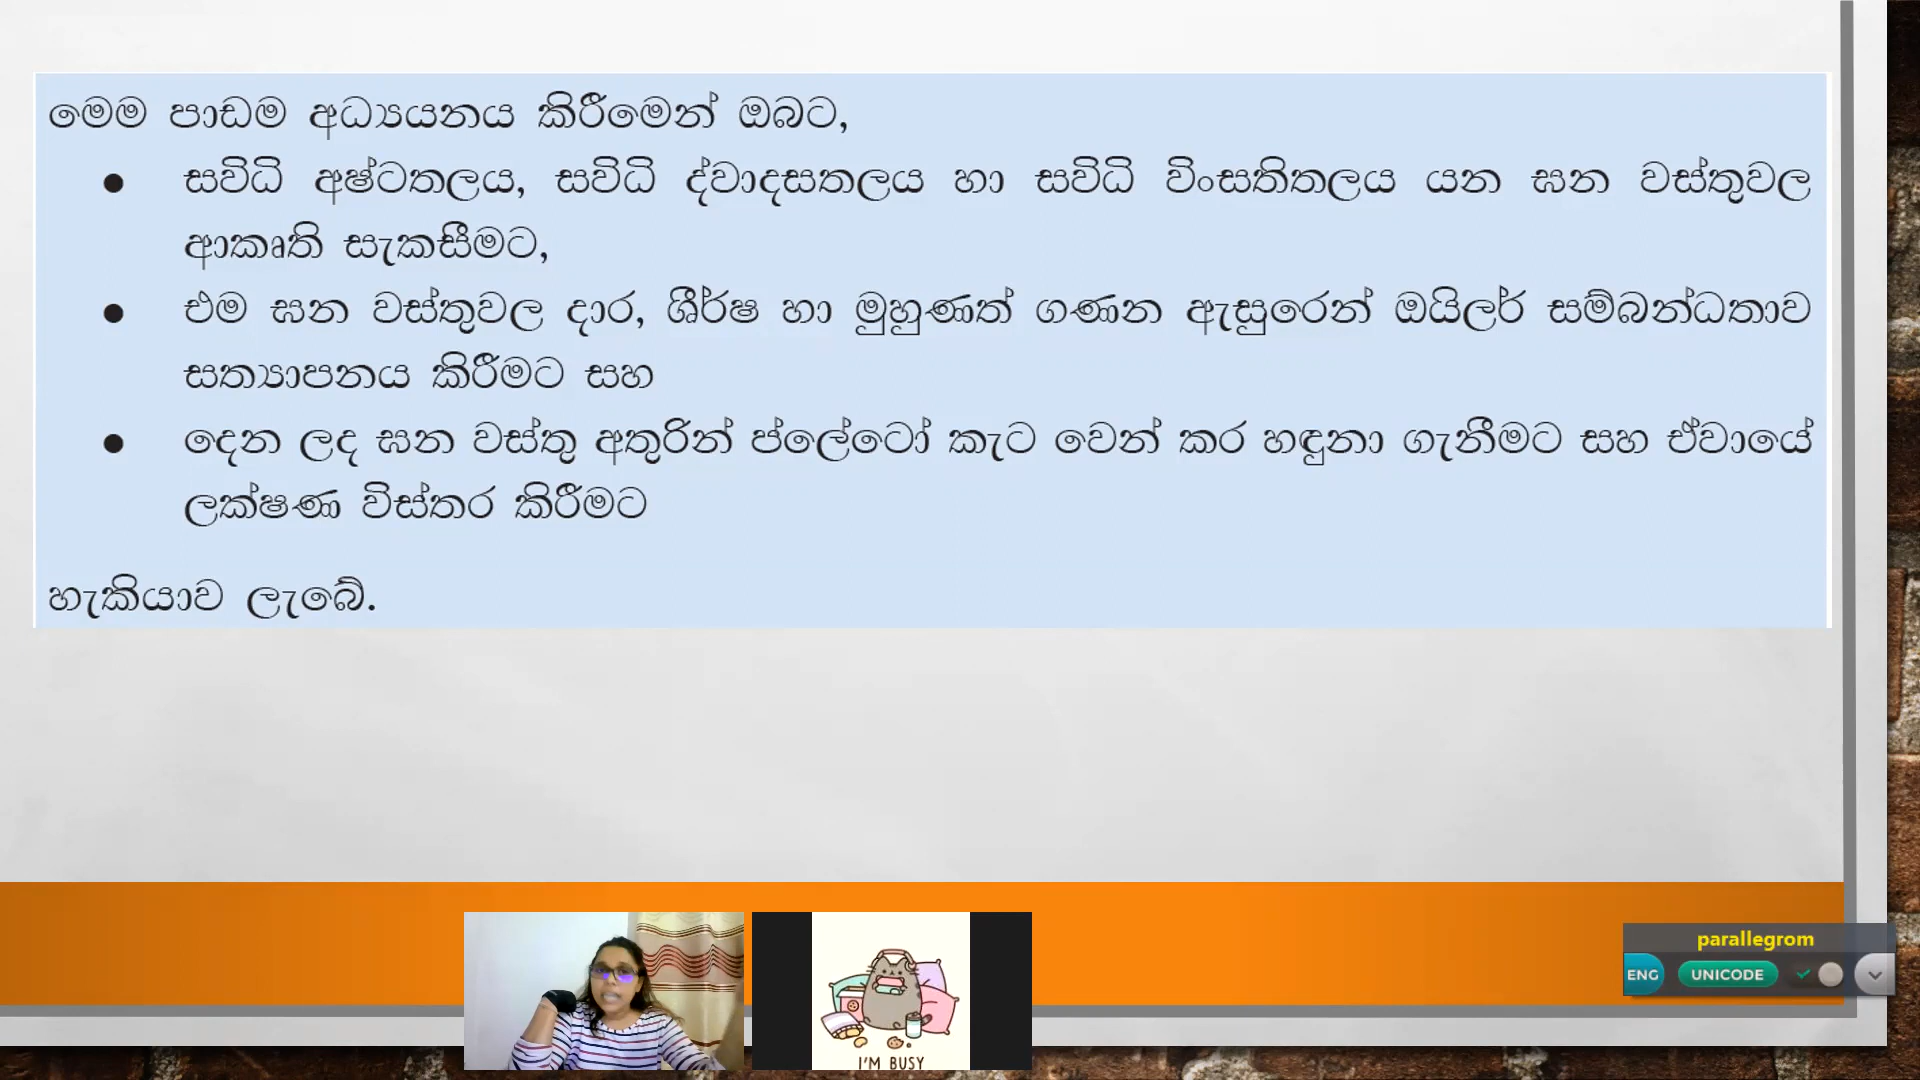 මෙම පාඩම අධ්‍යයනය කිරීමෙන් ඔබට,
● සවිධි අෂ්ටතලය, සවිධි ද්වාදසතලය හා සවිධි විංසතිතලය යන ඝන වස්තුවල
ආකෘති සැකසීමට,
● එම ඝන වස්තුවල දාර, ශීර්ෂ හා මුහුණත් ගණන ඇසුරෙන් ඔයිලර් සම්බන්ධතාව
සත්‍යාපනය කිරීමට සහ
● දෙන ලද ඝන වස්තු අතුරින් ප්ලේටෝ කැට වෙන් කර හඳුනා ගැනීමට සහ ඒවායේ
ලක්ෂණ විස්තර කිරීමට
හැකියාව ලැබේ.
parallegrom
ENG UNICODE
I'M BUSY